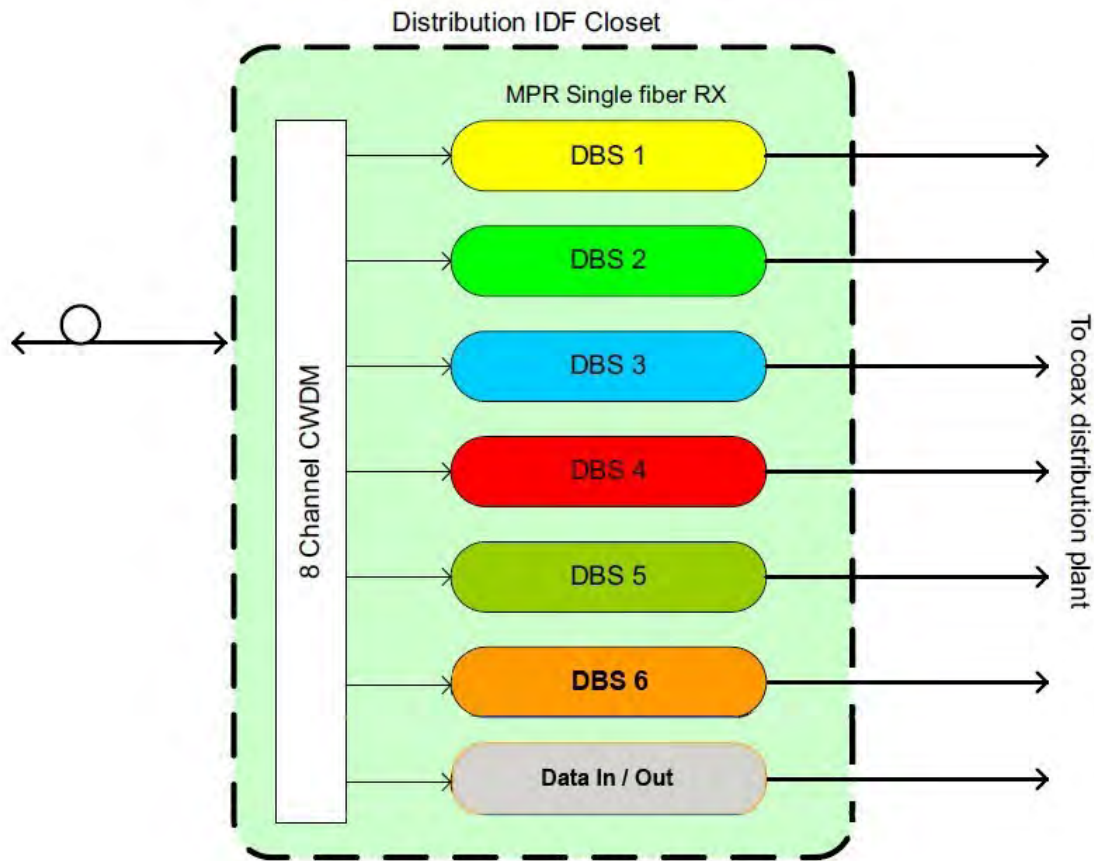 Distribution IDF Closet
MPR Single fiber RX
8 Channel CWDM
DBS 1
DBS 2
DBS 3
DBS 4
DBS 5
DBS 6
Data In / Out
To coax distribution plant